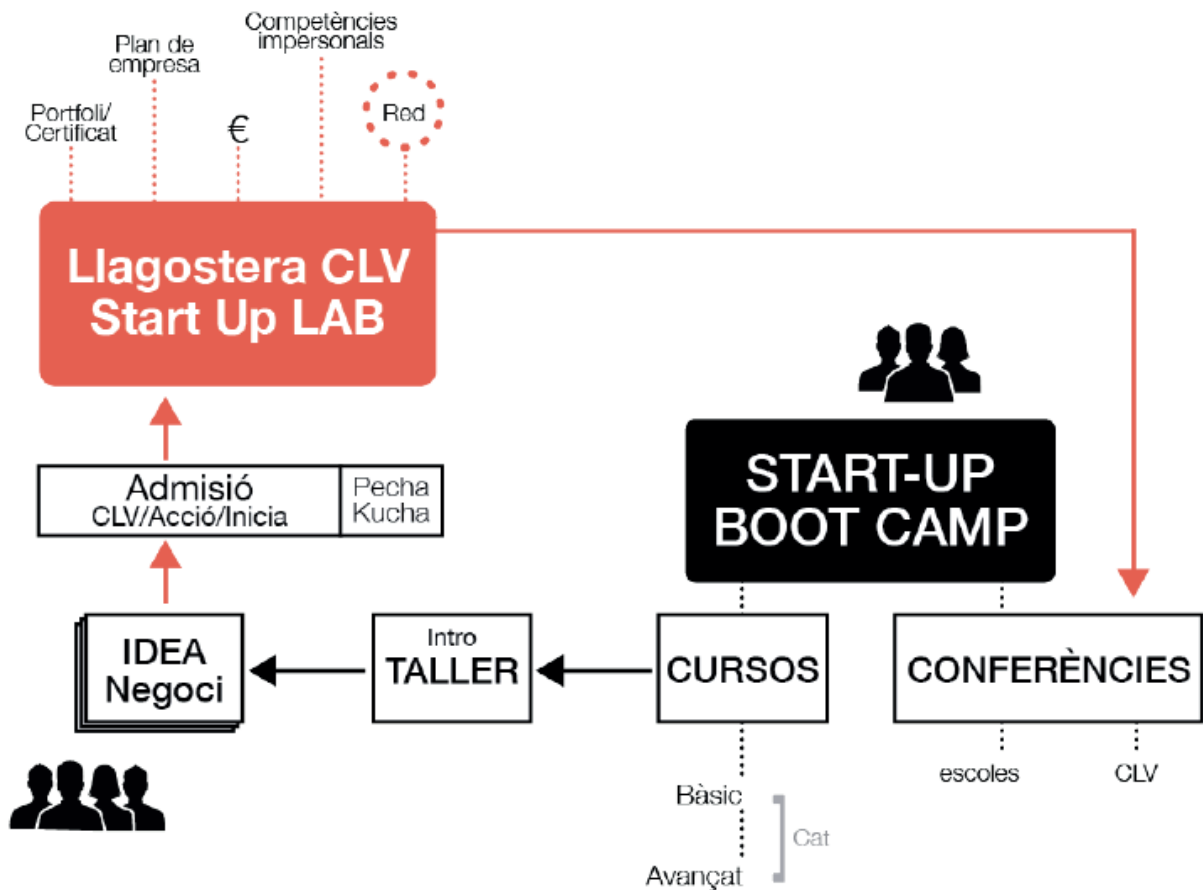 Competències
impersonals
Plan de
empresa
Portfoli/
Certificat
€
Red
Llagostera CLV
Start Up LAB
START-UP
BOOT CAMP
Admisió
CLV/Acció/Inicia
Pecha
Kucha
IDEA
Negoci
Intro
TALLER
CURSOS
CONFERÈNCIES
escoles
CLV
Bàsic
Cat
Avançat